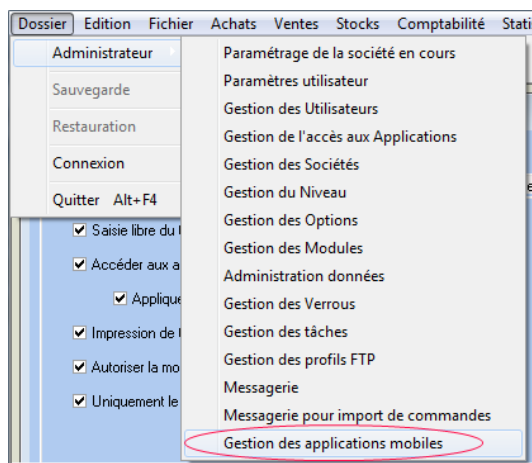 Dossier Edition Fichier Achats Ventes Stocks Comptabilité
Administrateur
Sauvegarde
Restauration
Connexion
Quitter Alt+F4
Paramétrage de la société en cours
Paramètres utilisateur
Gestion des Utilisateurs
Gestion de l'accès aux Applications
Gestion des Sociétés
Gestion du Niveau
Gestion des Options
Gestion des Modules
Administration données
Gestion des Verrous
Gestion des tâches
Gestion des profils FTP
Messagerie
Messagerie pour import de commandes
Gestion des applications mobiles
Saisie libre du
Accéder aux
Impression de
Autoriser la
Uniquement le